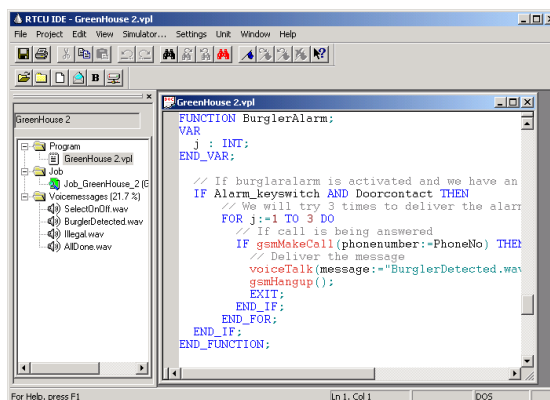 RTCU IDE - GreenHouse 2.vpl
File Project Edit View Simulator... Settings Unit Window Help
B
GreenHouse 2
Program
GreenHouse 2.vpl
Job
Job_GreenHouse_2 (G
Voicemessages (21.7 %)
SelectOnOff.wav
BurglerDetected.wav
Illegal.wav
AllDone.wav
GreenHouse 2.vpl
FUNCTION BurglerAlarm;
VAR
j : INT;
END_VAR;
// If burglaralarm is activated and we have an
IF Alarm_keyswitch AND Doorcontact THEN
// We will try 3 times to deliver the alar
FOR j:=1 TO 3 DO
// If call is being answered
IF gsmMakeCall(phonenumber:=PhoneNo) THEN
// Deliver the message
voiceTalk(message:="BurglerDetected.wav
gsmHangup();
EXIT;
END_IF;
END_FOR;
END_IF;
END_FUNCTION;
For Help, press F1
Ln 1, Col 1
DOS